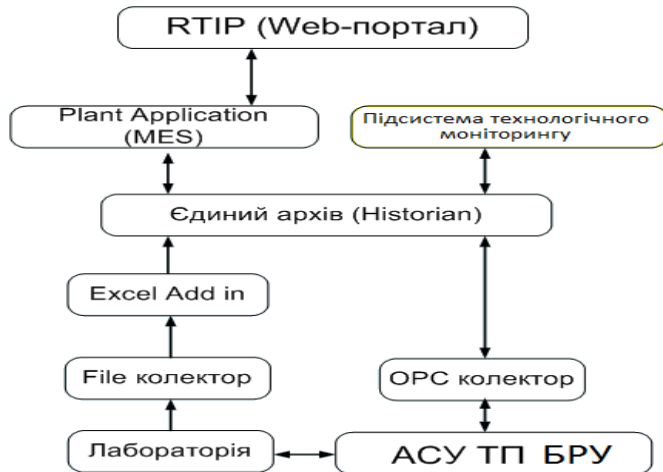 RTIP (Web-портал)
Plant Application
(MES)
Підсистема технологічного
моніторингу
Єдиний архів (Historian)
Excel Add in
File колектор
OPC колектор
Лабораторія
АСУ ТП БРУ